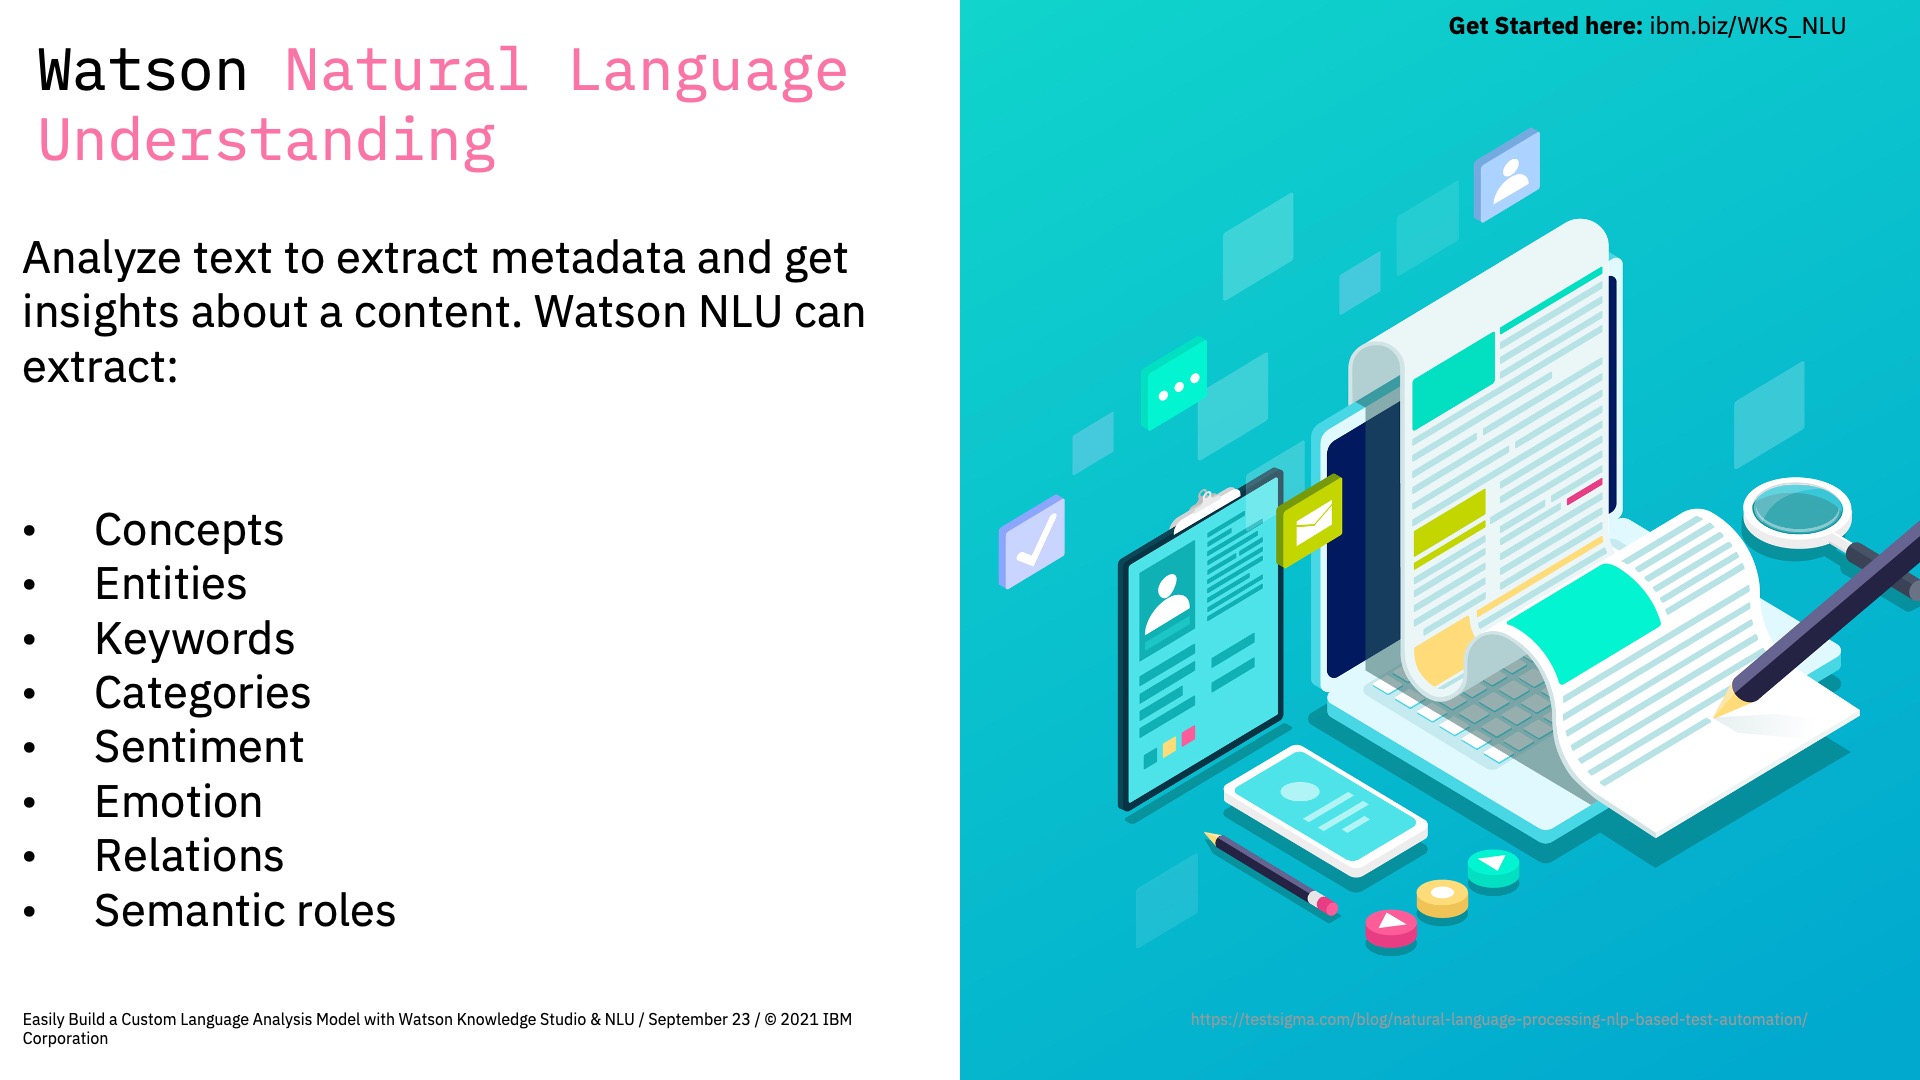 Get Started here: ibm.biz/WKS_NLU
Watson Natural Language
Understanding
Analyze text to extract metadata and get
insights about a content. Watson NLU can
extract:
• Concepts
• Entities
• Keywords
• Categories
• Sentiment
• Emotion
• Relations
• Semantic roles
Easily Build a Custom Language Analysis Model with Watson Knowledge Studio & NLU / September 23 / © 2021 IBM
Corporation
https://testsigma.com/blog/natural-language-processing-nlp-based-test-automation/